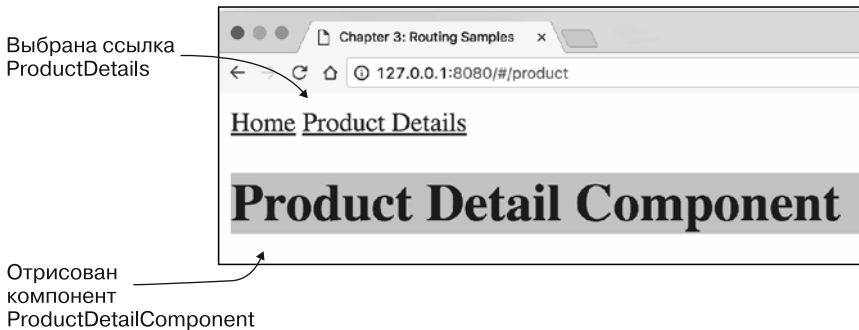 Выбрана ссылка
ProductDetails
Chapter 3: Routing Samples
127.0.0.1:8080/#/product
Home Product Details
Product Detail Component
Отрисован
компонент
ProductDetailComponent